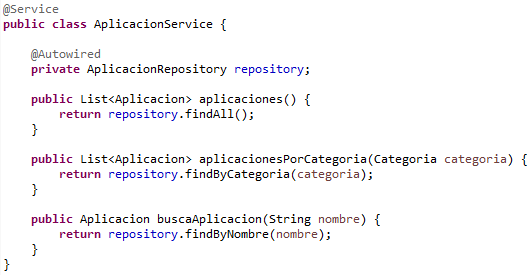 @Service
public class AplicacionService {
@Autowired
private AplicacionRepository repository;
public List<Aplicacion> aplicaciones() {
return repository.findAll();
}
public List<Aplicacion> aplicacionesPorCategoria(Categoria categoria) {
return repository.findByCategoria(categoria);
}
public Aplicacion buscaAplicacion(String nombre) {
return repository.findByNombre(nombre);
}
}